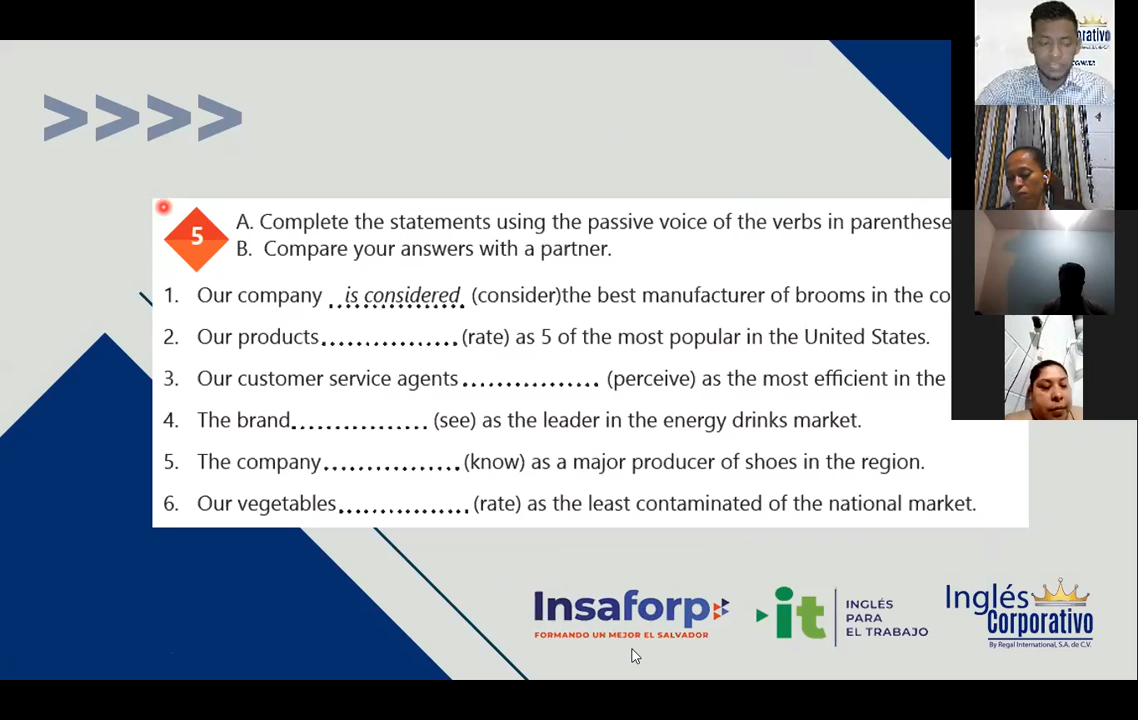 >>>>
5
A. Complete the statements using the passive voice of the verbs in parenthese
B. Compare your answers with a partner.
1. Our company ..is considered. (consider)the best manufacturer of brooms in the co
2. Our products................ (rate) as 5 of the most popular in the United States.
3. Our customer service agents ................ (perceive) as the most efficient in the
4. The brand................ (see) as the leader in the energy drinks market.
5. The company................ (know) as a major producer of shoes in the region.
6. Our vegetables................ (rate) as the least contaminated of the national market.
Insaforp
FORMANDO UN MEJOR EL SALVADOR
it
INGLÉS
PARA
EL TRABAJO
Inglés
Corporativo
By Regal International, S.A. de C.V.
rativo